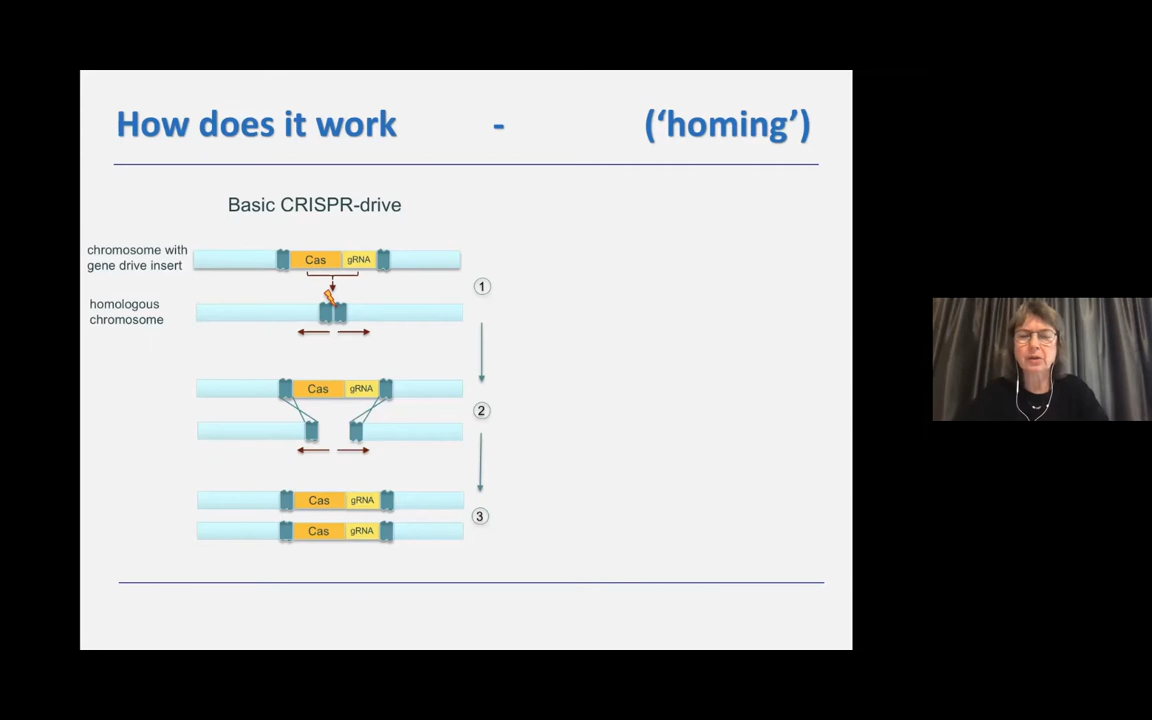 How does it work - (‘homing’)
Basic CRISPR-drive
chromosome with
gene drive insert
Cas gRNA
1
homologous
chromosome
Cas gRNA
2
Cas gRNA
3
Cas gRNA